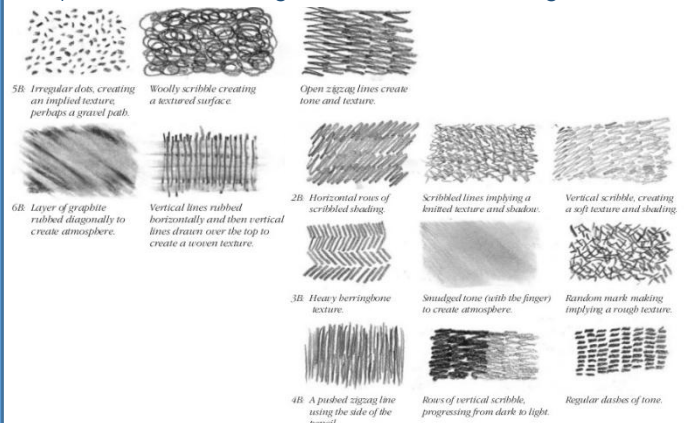 5B: Irregular dots, creating
an implied texture,
perhaps a gravel path.
Woolly scribble creating
a textured surface.
Open zigzag lines create
tone and texture.
6B: Layer of graphite
rubbed diagonally to
create atmosphere.
Vertical lines rubbed
horizontally and then vertical
lines drawn over the top to
create a woven texture.
2B: Horizontal rows of
scribbled shading.
Scribbled lines implying a
knitted texture and shadow.
Vertical scribble, creating
a soft texture and shading.
3B: Heavy herringbone
texture.
Smudged tone (with the finger)
to create atmosphere.
Random mark making
implying a rough texture.
4B: A pushed zigzag line
using the side of the
Rows of vertical scribble,
progressing from dark to light.
Regular dashes of tone.